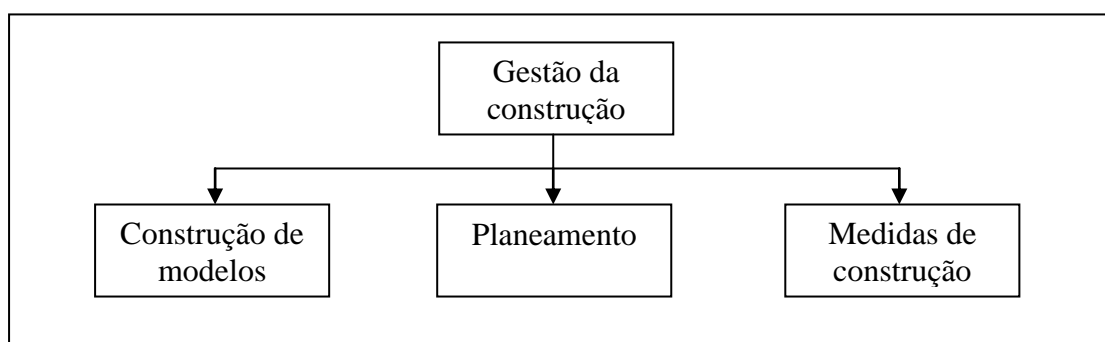 Gestão da
construção
Construção de
modelos
Planeamento
Medidas de
construção